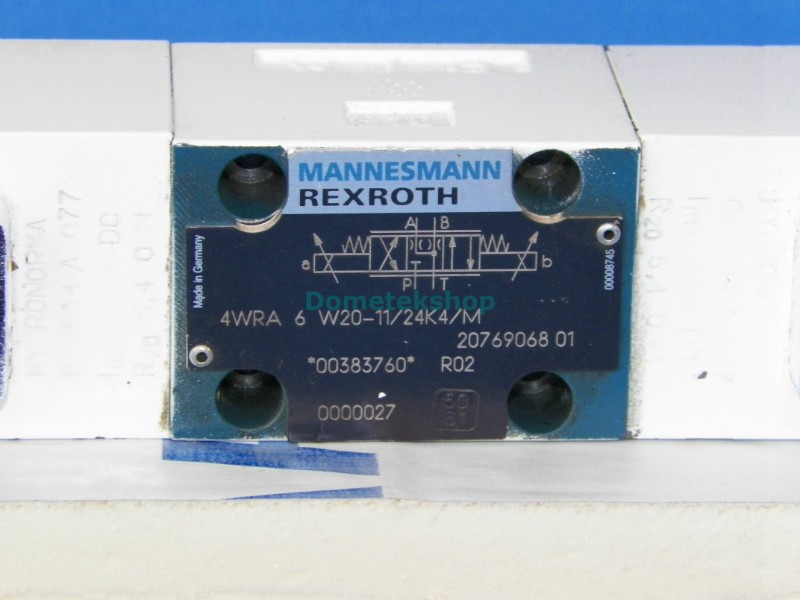 MANNESMANN
REXROTH
A B
a b
P T
Made in Germany
00008745
Dometekshop
4WRA 6 W20-11/24K4/M
20769068 01
*00383760* R02
0000027